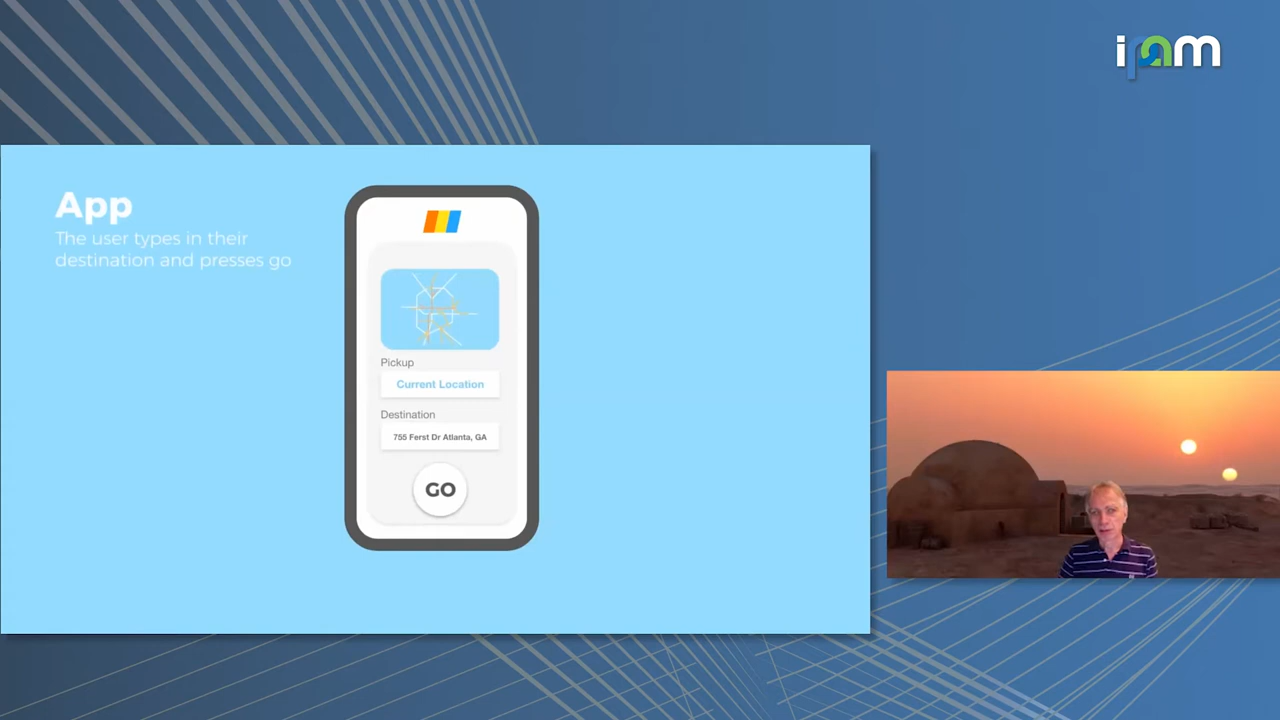 ipam
App
The user types in their
destination and presses go
Pickup
Current Location
Destination
755 Ferst Dr Atlanta, GA
GO